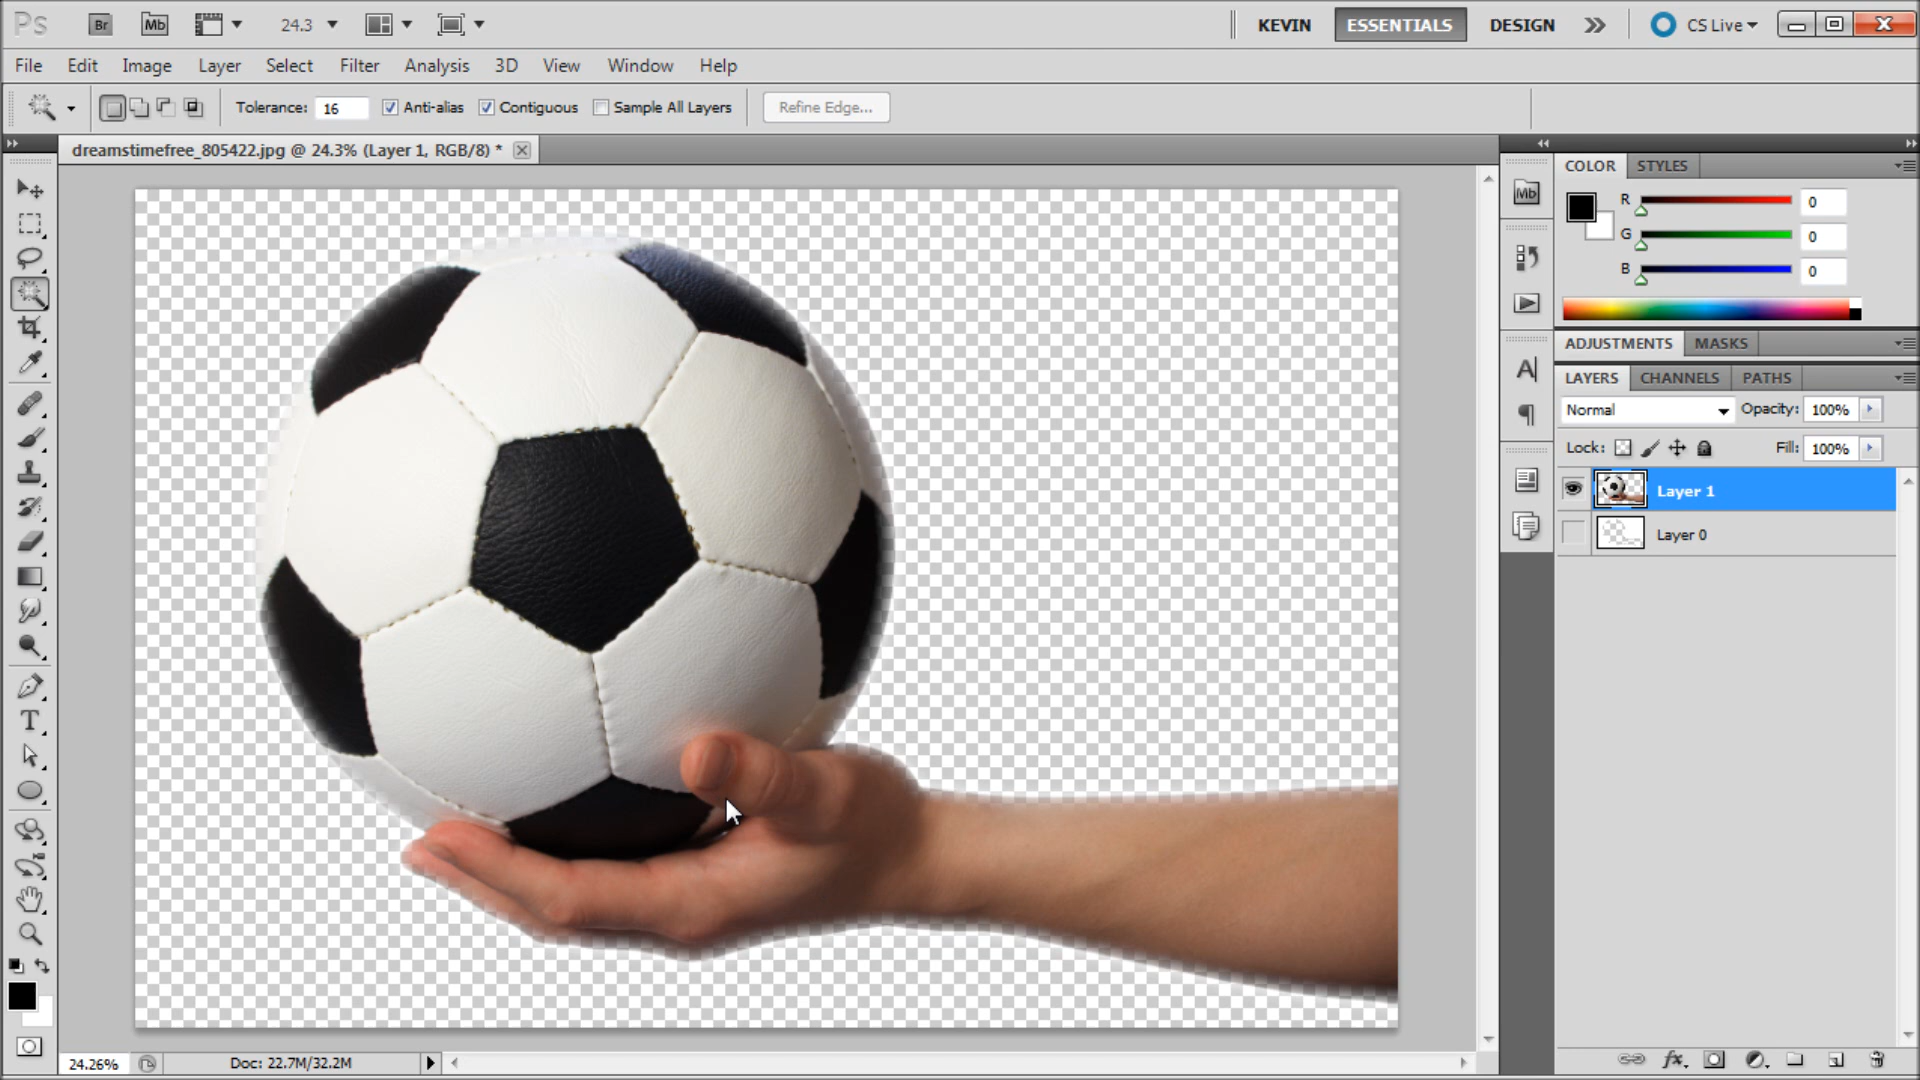 Ps Br Mb 24.3 KEVIN ESSENTIALS DESIGN CS Live
File Edit Image Layer Select Filter Analysis 3D View Window Help
Tolerance: 16 Anti-alias Contiguous Sample All Layers Refine Edge...
dreamstimefree_805422.jpg @ 24.3% (Layer 1, RGB/8) *
COLOR STYLES
Mb
R 0
G 0
B 0
ADJUSTMENTS MASKS
LAYERS CHANNELS PATHS
Normal Opacity: 100%
Lock: Fill: 100%
Layer 1
Layer 0
24.26% Doc: 22.7M/32.2M